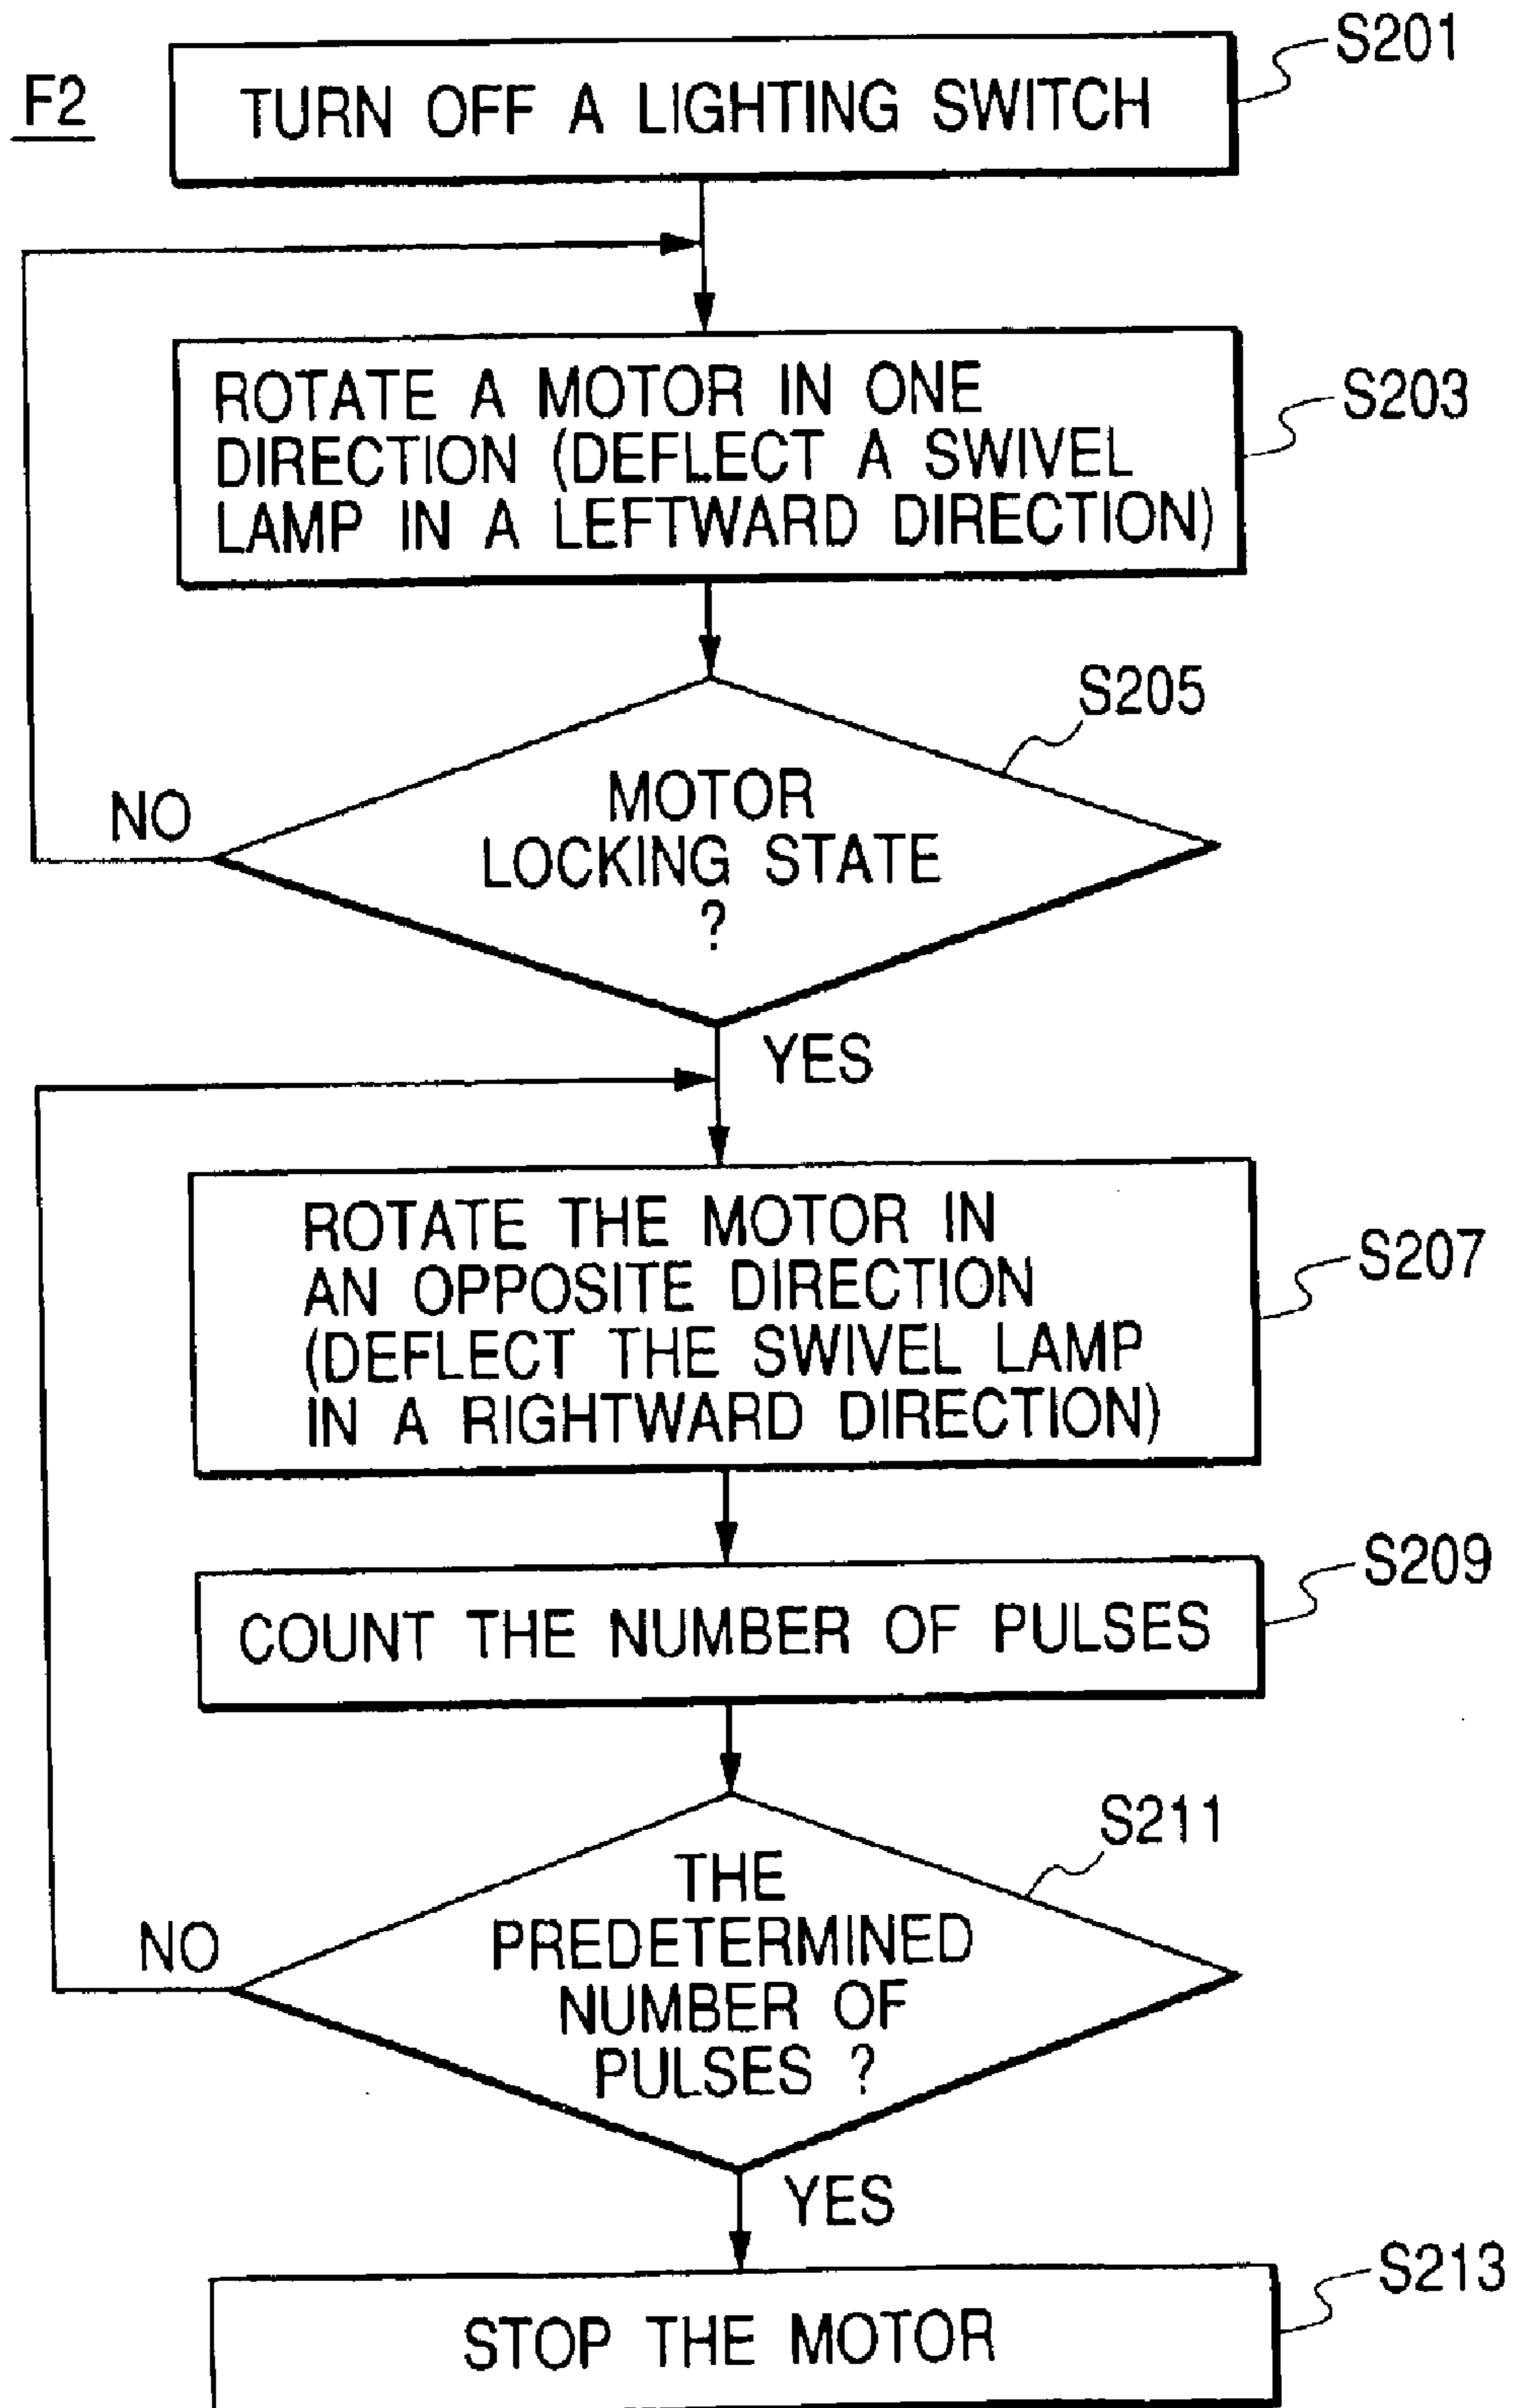 F2
S201
TURN OFF A LIGHTING SWITCH
S203
ROTATE A MOTOR IN ONE
DIRECTION (DEFLECT A SWIVEL
LAMP IN A LEFTWARD DIRECTION)
S205
MOTOR
LOCKING STATE
?
NO
YES
S207
ROTATE THE MOTOR IN
AN OPPOSITE DIRECTION
(DEFLECT THE SWIVEL LAMP
IN A RIGHTWARD DIRECTION)
S209
COUNT THE NUMBER OF PULSES
S211
THE
PREDETERMINED
NUMBER OF
PULSES ?
NO
YES
S213
STOP THE MOTOR